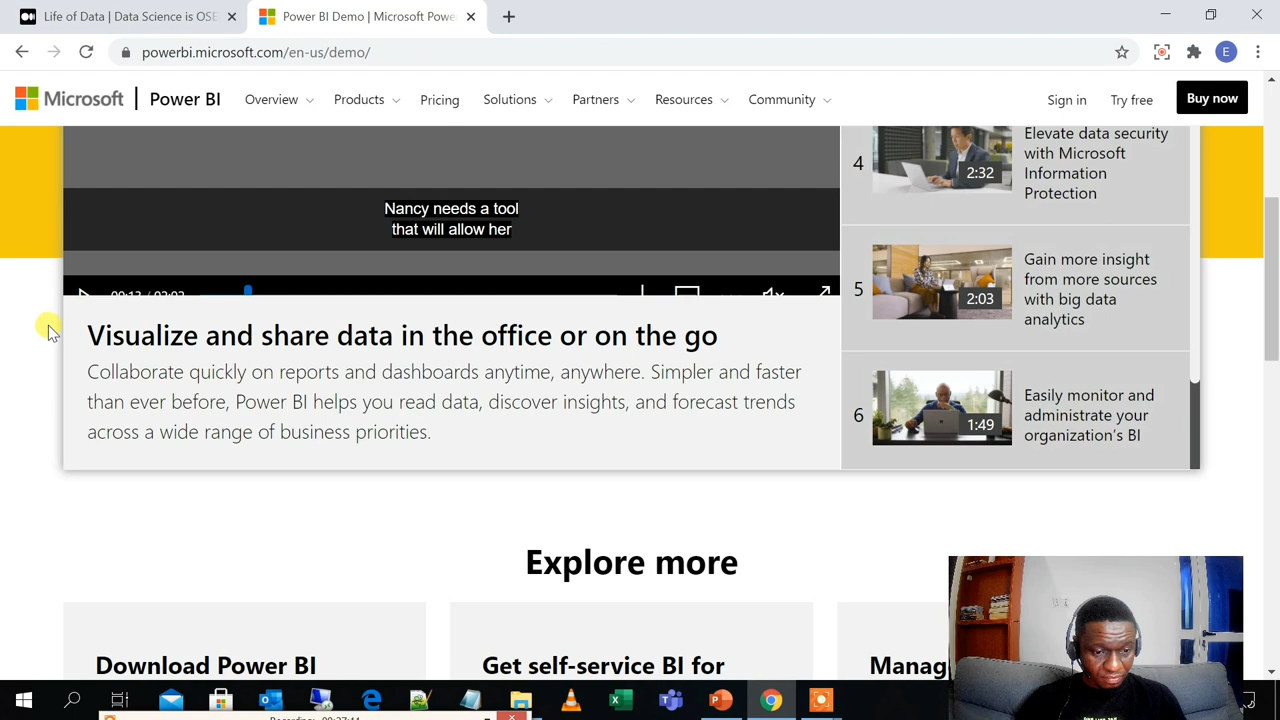 Life of Data | Data Science is OSE
Power BI Demo | Microsoft Powe
powerbi.microsoft.com/en-us/demo/
E
Microsoft
Power BI
Overview
Products
Pricing
Solutions
Partners
Resources
Community
Sign in
Try free
Buy now
Nancy needs a tool
that will allow her
00:13 / 02:02
Visualize and share data in the office or on the go
Collaborate quickly on reports and dashboards anytime, anywhere. Simpler and faster
than ever before, Power BI helps you read data, discover insights, and forecast trends
across a wide range of business priorities.
4
2:32
Elevate data security
with Microsoft
Information
Protection
5
2:03
Gain more insight
from more sources
with big data
analytics
6
1:49
Easily monitor and
administrate your
organization's BI
Explore more
Download Power BI
Get self-service BI for
Manag